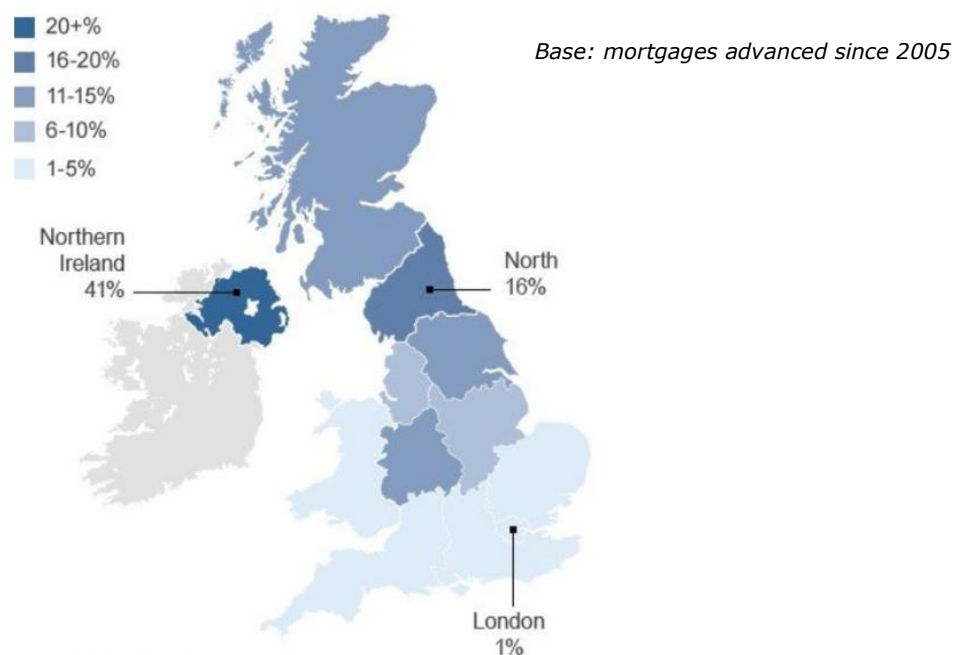 20+%
16-20%
11-15%
6-10%
1-5%
Base: mortgages advanced since 2005
Northern
Ireland
41%
North
16%
London
1%